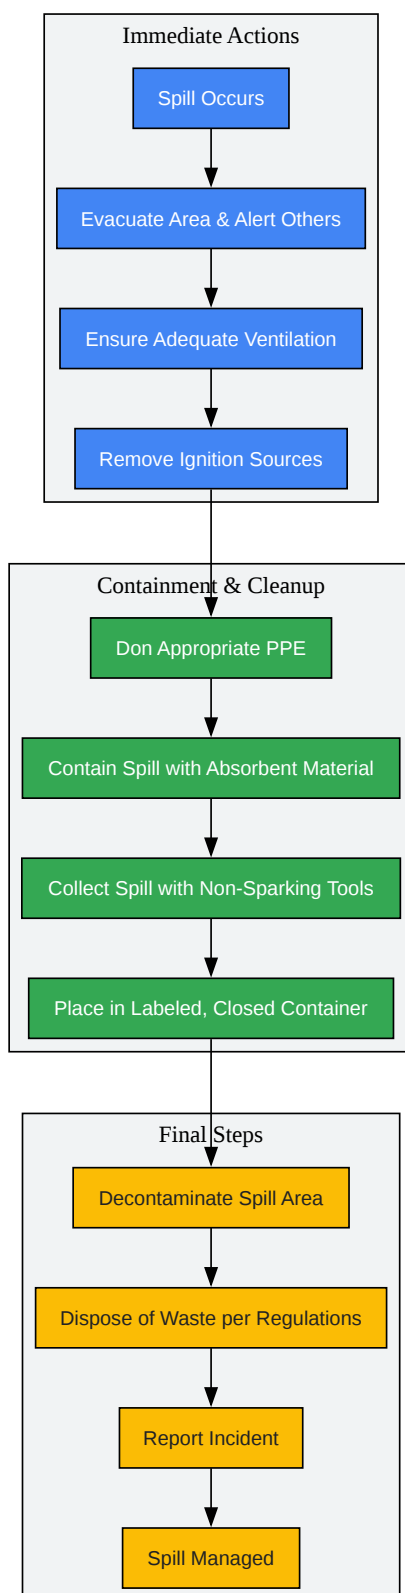 Immediate Actions
Spill Occurs
Evacuate Area & Alert Others
Ensure Adequate Ventilation
Remove Ignition Sources
Containment & Cleanup
Don Appropriate PPE
Contain Spill with Absorbent Material
Collect Spill with Non-Sparking Tools
Place in Labeled, Closed Container
Final Steps
Decontaminate Spill Area
Dispose of Waste per Regulations
Report Incident
Spill Managed